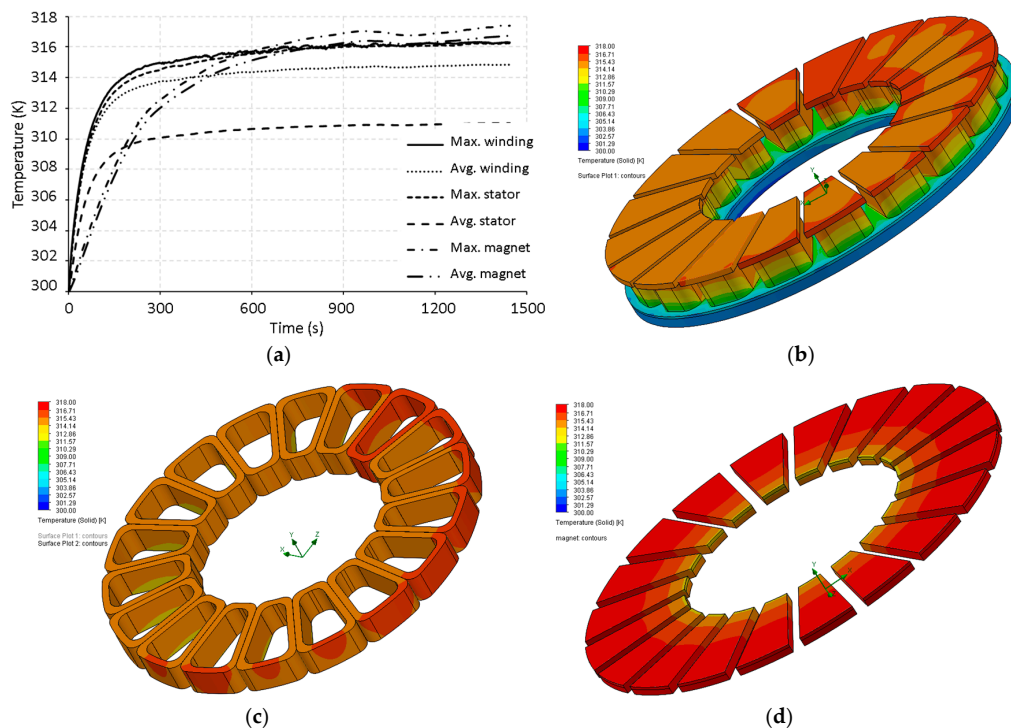 318
316
314
312
310
308
306
304
302
300
Temperature (K)
0
300
600
900
1200
1500
Time (s)
Max. winding
Avg. winding
Max. stator
Avg. stator
Max. magnet
Avg. magnet
(a)
318.00
316.71
315.43
314.14
312.86
311.57
310.29
309.00
307.71
306.43
305.14
303.86
302.57
301.29
300.00
Temperature (Solid) [K]
Surface Plot 1: contours
Y
X
(b)
318.00
316.71
315.43
314.14
312.86
311.57
310.29
309.00
307.71
306.43
305.14
303.86
302.57
301.29
300.00
Temperature (Solid) [K]
Surface Plot 1: contours
Surface Plot 2: contours
X
Y
Z
(c)
318.00
316.71
315.43
314.14
312.86
311.57
310.29
309.00
307.71
306.43
305.14
303.86
302.57
301.29
300.00
Temperature (Solid) [K]
magnet: contours
Y
(d)